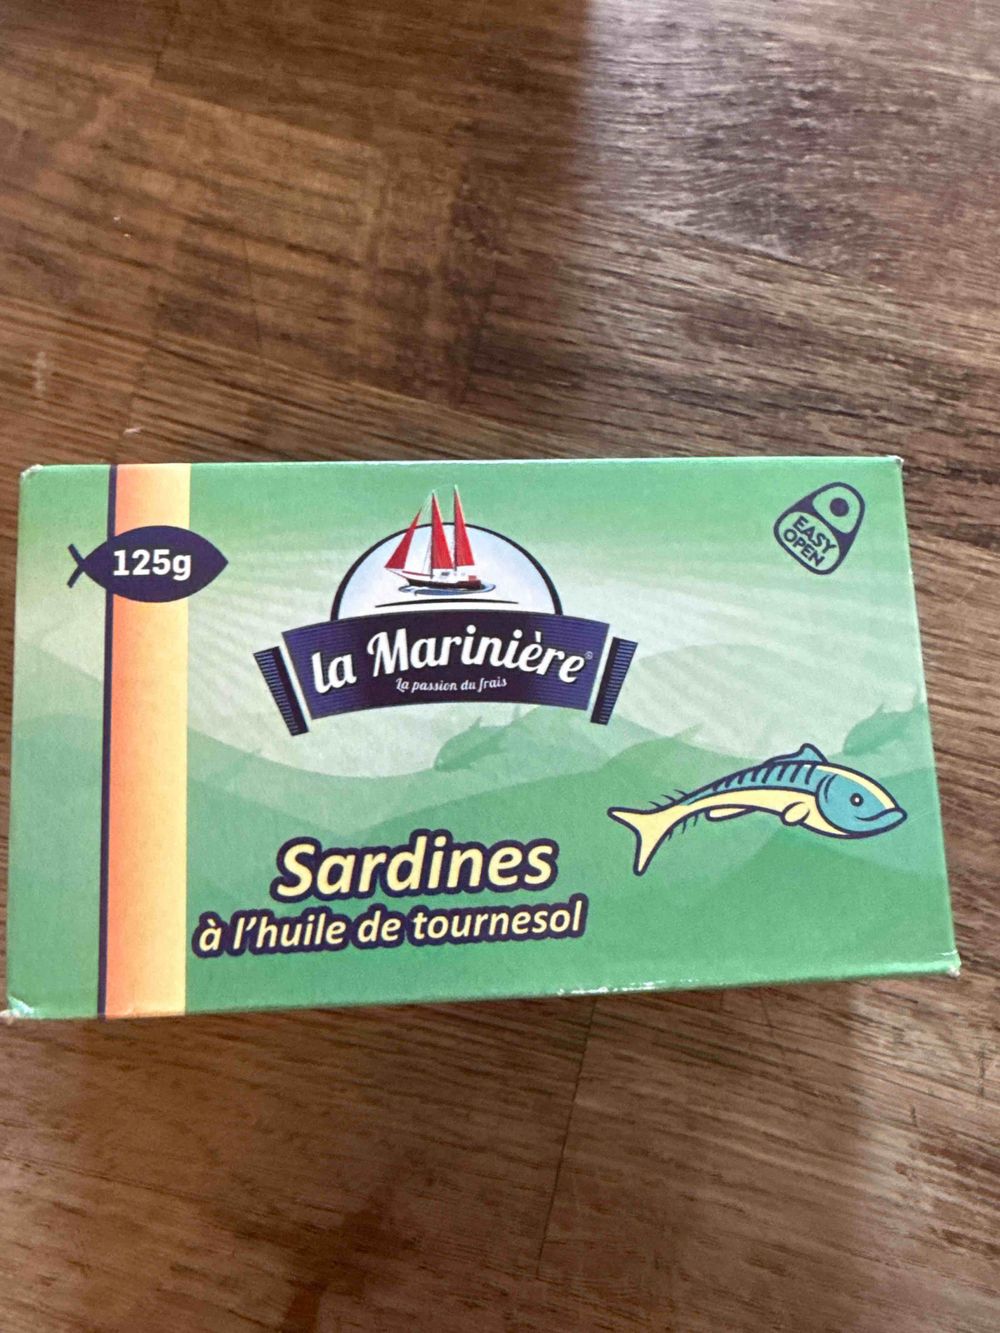 125g
EASY
OPEN
la Marinière®
La passion du frais
Sardines
à l'huile de tournesol